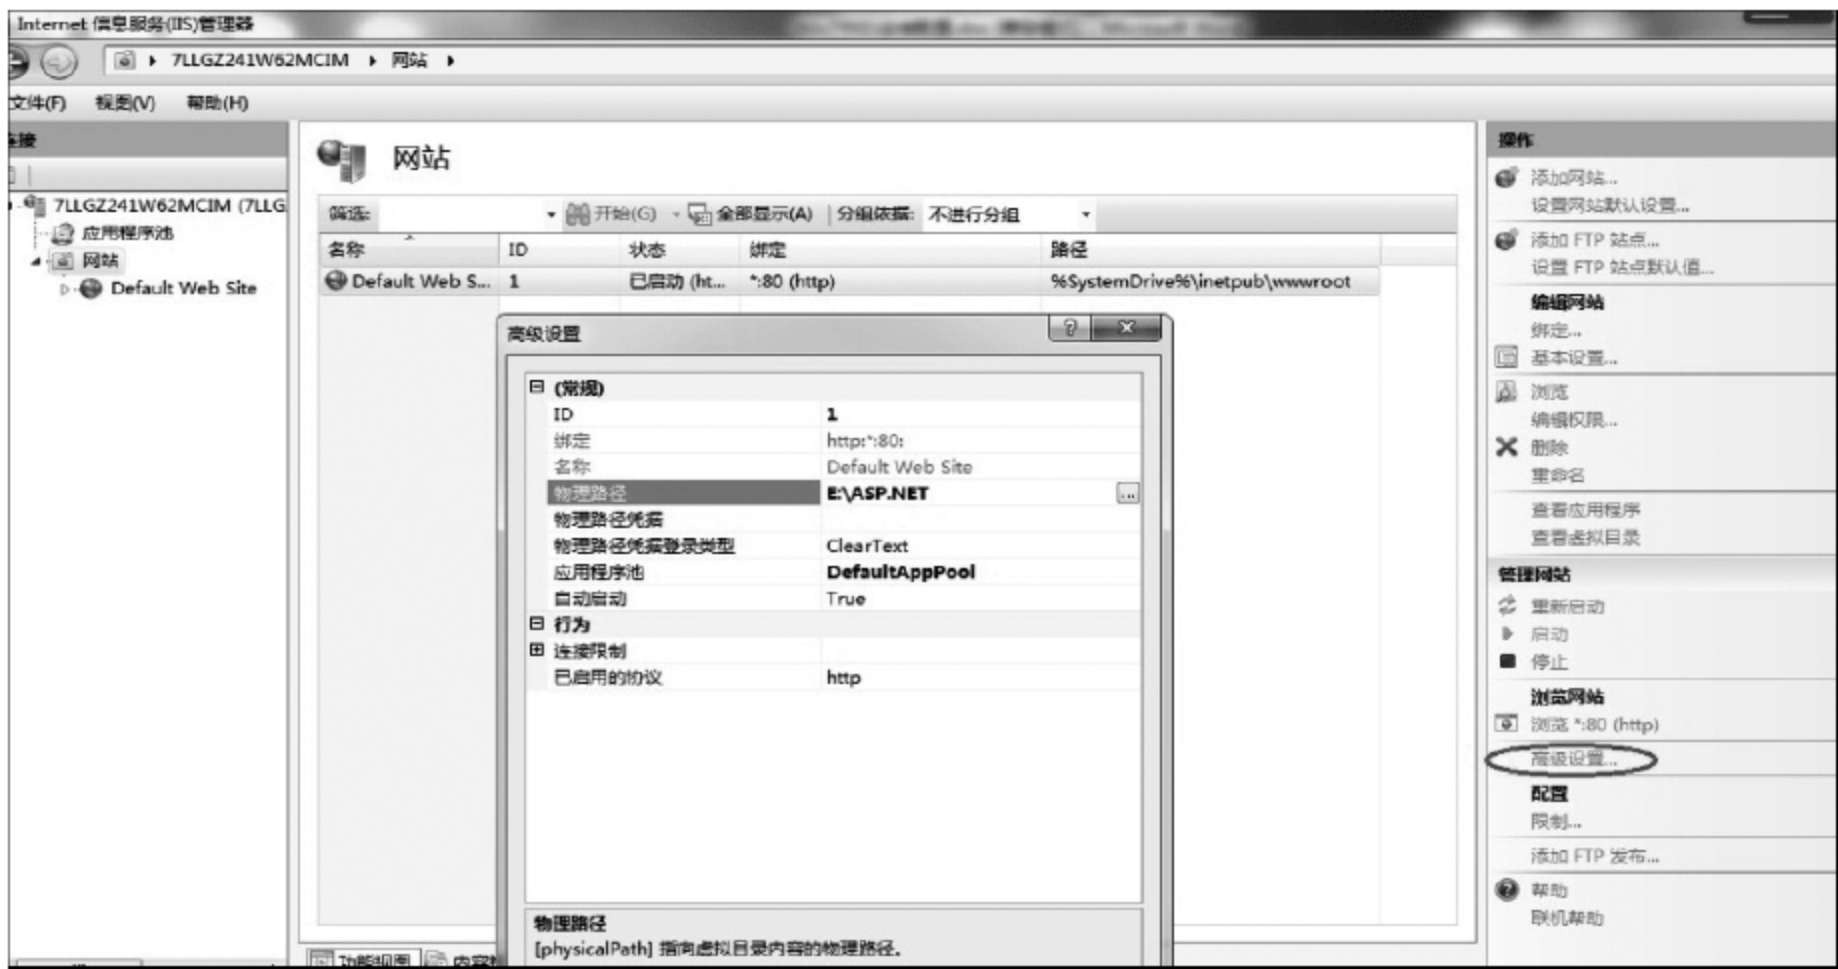 Internet 信息服务(IIS)管理器
7LLGZ241W62MCIM 网站
文件(F) 视图(V) 帮助(H)
连接
7LLGZ241W62MCIM (7LLG
应用程序池
网站
Default Web Site
网站
筛选: 开始(G) 全部显示(A) 分组依据: 不进行分组
名称 ID 状态 绑定 路径
Default Web S... 1 已启动 (ht... *:80 (http) %SystemDrive%\inetpub\wwwroot
高级设置
(常规)
ID 1
绑定 http:*:80:
名称 Default Web Site
物理路径 E:\ASP.NET ...
物理路径凭据
物理路径凭据登录类型 ClearText
应用程序池 DefaultAppPool
自动启动 True
行为
连接限制
已启用的协议 http
物理路径
[physicalPath] 指向虚拟目录内容的物理路径。
功能视图
操作
添加网站...
设置网站默认设置...
添加 FTP 站点...
设置 FTP 站点默认值...
编辑网站
绑定...
基本设置...
浏览
编辑权限...
删除
重命名
查看应用程序
查看虚拟目录
管理网站
重新启动
启动
停止
浏览网站
浏览 *:80 (http)
高级设置...
配置
限制...
添加 FTP 发布...
帮助
联机帮助